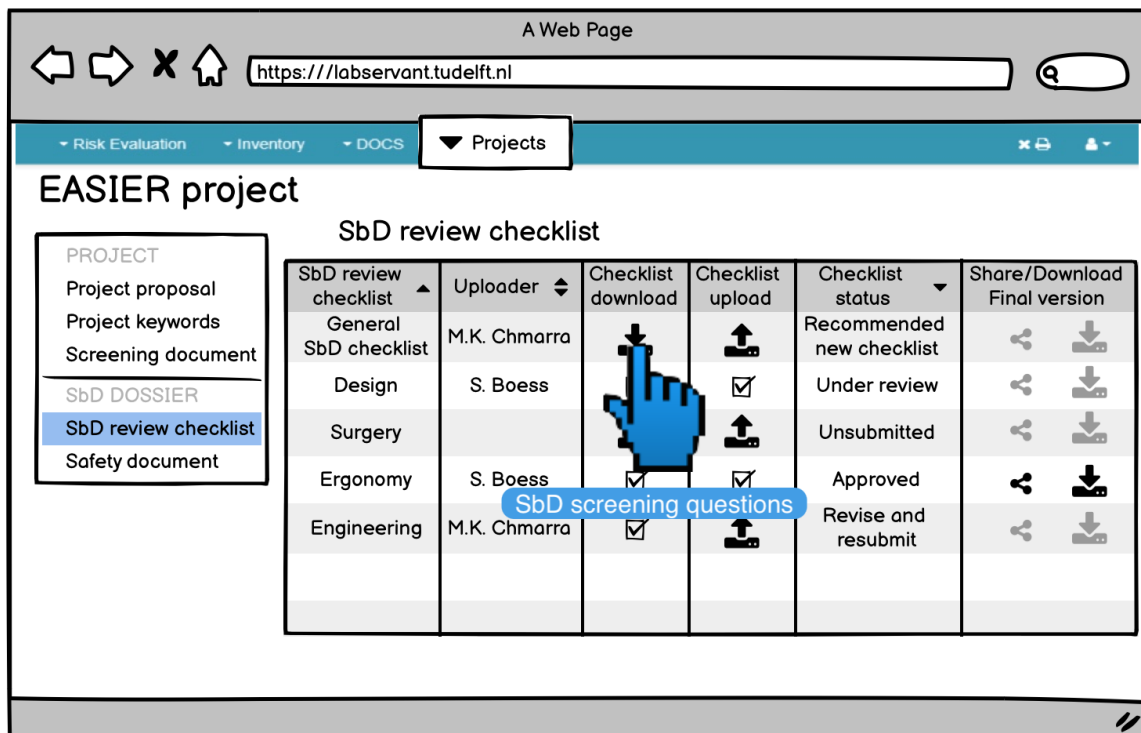 A Web Page
https:///labservant.tudelft.nl
Risk Evaluation Inventory DOCS Projects
EASIER project
SbD review checklist
PROJECT
Project proposal
Project keywords
Screening document
SbD DOSSIER
SbD review checklist
Safety document
SbD review checklist Uploader Checklist download Checklist upload Checklist status Share/Download Final version
General SbD checklist M.K. Chmarra Recommended new checklist
Design S. Boess Under review
Surgery Unsubmitted
Ergonomy S. Boess Approved
SbD screening questions
Engineering M.K. Chmarra Revise and resubmit